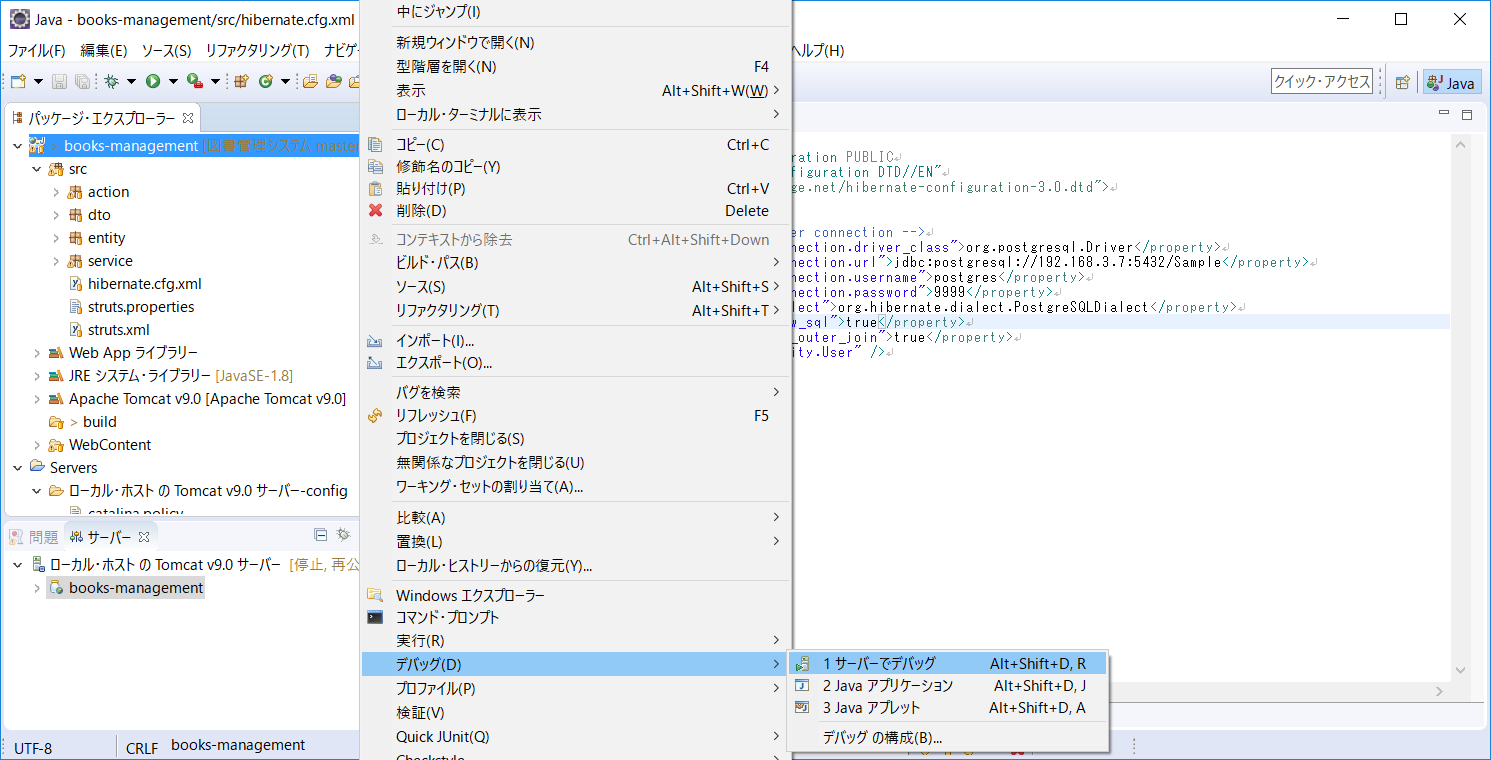 Java - books-management/src/hibernate.cfg.xml
ファイル(F) 編集(E) ソース(S) リファクタリング(T) ナビゲー
ヘルプ(H)
クイック・アクセス
Java
パッケージ・エクスプローラー
books-management [図書管理システム master
src
action
dto
entity
service
hibernate.cfg.xml
struts.properties
struts.xml
Web App ライブラリー
JRE システム・ライブラリー [JavaSE-1.8]
Apache Tomcat v9.0 [Apache Tomcat v9.0]
> build
WebContent
Servers
ローカル・ホスト の Tomcat v9.0 サーバー-config
catalina.policy
問題 サーバー
ローカル・ホスト の Tomcat v9.0 サーバー [停止, 再公
books-management
UTF-8 CRLF books-management
中にジャンプ(I)
新規ウィンドウで開く(N)
型階層を開く(N) F4
表示 Alt+Shift+W(W) >
ローカル・ターミナルに表示 >
コピー(C) Ctrl+C
修飾名のコピー(Y)
貼り付け(P) Ctrl+V
削除(D) Delete
コンテキストから除去 Ctrl+Alt+Shift+Down
ビルド・パス(B) >
ソース(S) Alt+Shift+S >
リファクタリング(T) Alt+Shift+T >
インポート(I)...
エクスポート(O)...
バグを検索 >
リフレッシュ(F) F5
プロジェクトを閉じる(S)
無関係なプロジェクトを閉じる(U)
ワーキング・セットの割り当て(A)...
比較(A) >
置換(L) >
ローカル・ヒストリーからの復元(Y)...
Windows エクスプローラー
コマンド・プロンプト
実行(R) >
デバッグ(D) >
プロファイル(P) >
検証(V)
Quick JUnit(Q) >
Checkstyle
1 サーバーでデバッグ Alt+Shift+D, R
2 Java アプリケーション Alt+Shift+D, J
3 Java アプレット Alt+Shift+D, A
デバッグ の構成(B)...
ration PUBLIC
figuration DTD//EN"
ge.net/hibernate-configuration-3.0.dtd">
er connection -->
nection.driver_class">org.postgresql.Driver</property>
nection.url">jdbc:postgresql://192.168.3.7:5432/Sample</property>
nection.username">postgres</property>
nection.password">9999</property>
lect">org.hibernate.dialect.PostgreSQLDialect</property>
w_sql">true</property>
_outer_join">true</property>
ity.User" />